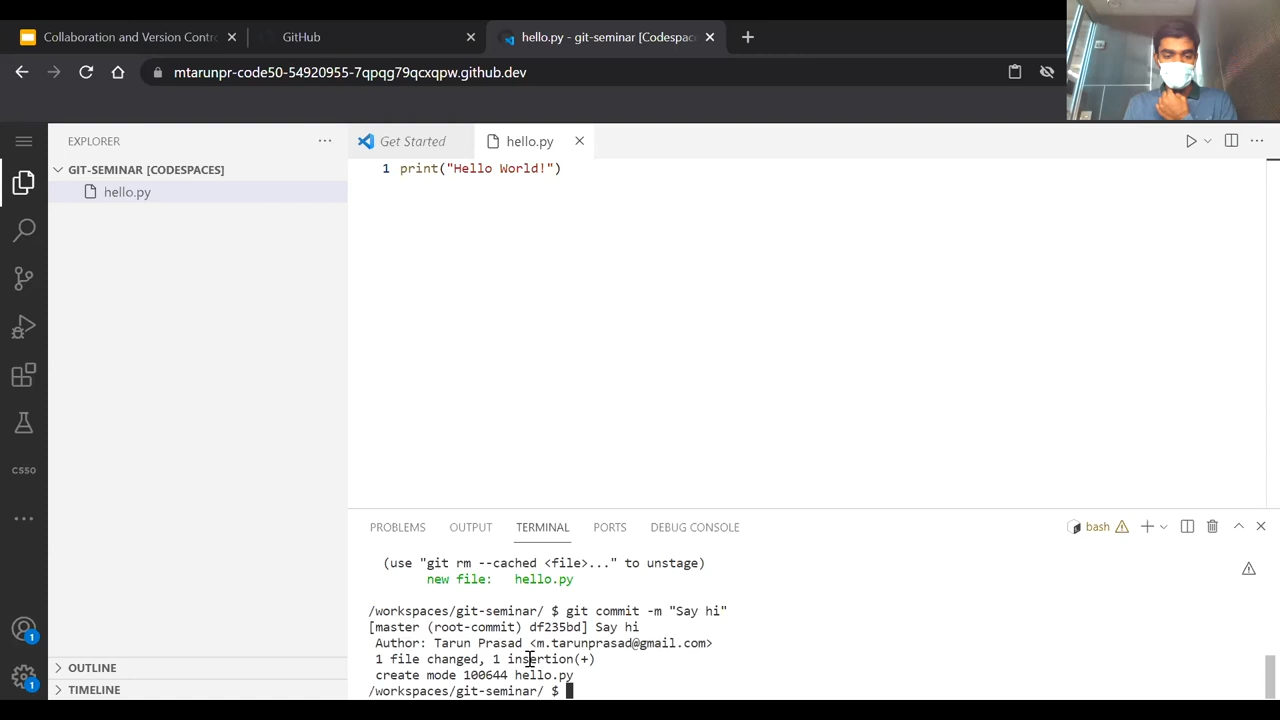 Collaboration and Version Contr
GitHub
hello.py - git-seminar [Codespac
mtarunpr-code50-54920955-7qpqg79qcxqpw.github.dev
EXPLORER
Get Started
hello.py
GIT-SEMINAR [CODESPACES]
hello.py
1 print("Hello World!")
CS50
OUTLINE
TIMELINE
1
1
PROBLEMS
OUTPUT
TERMINAL
PORTS
DEBUG CONSOLE
bash
(use "git rm --cached <file>..." to unstage)
new file: hello.py
/workspaces/git-seminar/ $ git commit -m "Say hi"
[master (root-commit) df235bd] Say hi
Author: Tarun Prasad <m.tarunprasad@gmail.com>
1 file changed, 1 insertion(+)
create mode 100644 hello.py
/workspaces/git-seminar/ $